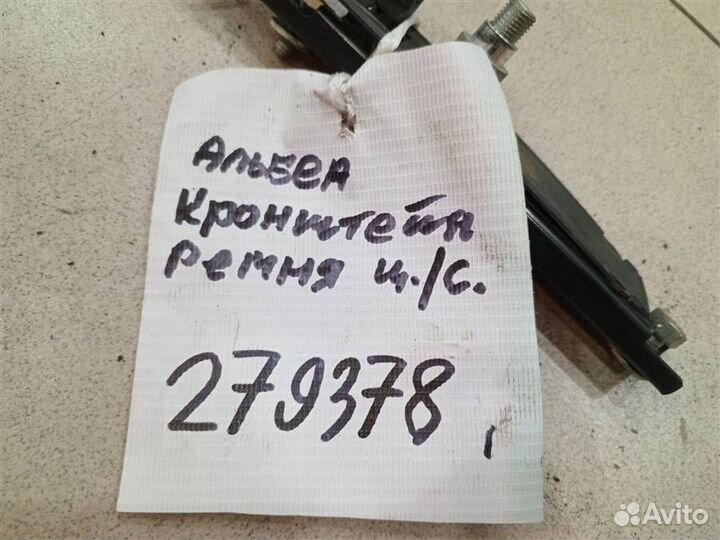 Альбеа
Кронштейн
ремня ц./с.
279378
Avito